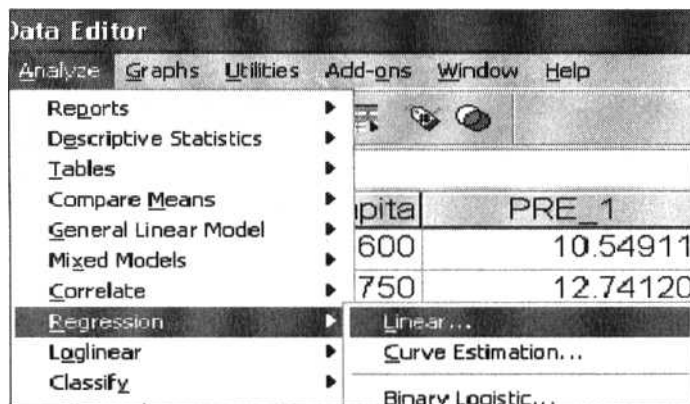 Data Editor
Analyze Graphs Utilities Add-ons Window Help
Reports
Descriptive Statistics
Tables
Compare Means
General Linear Model
Mixed Models
Correlate
Regression
Loglinear
Classify
pita PRE_1
600 10.54911
750 12.74120
Linear...
Curve Estimation...
Binary Logistic...